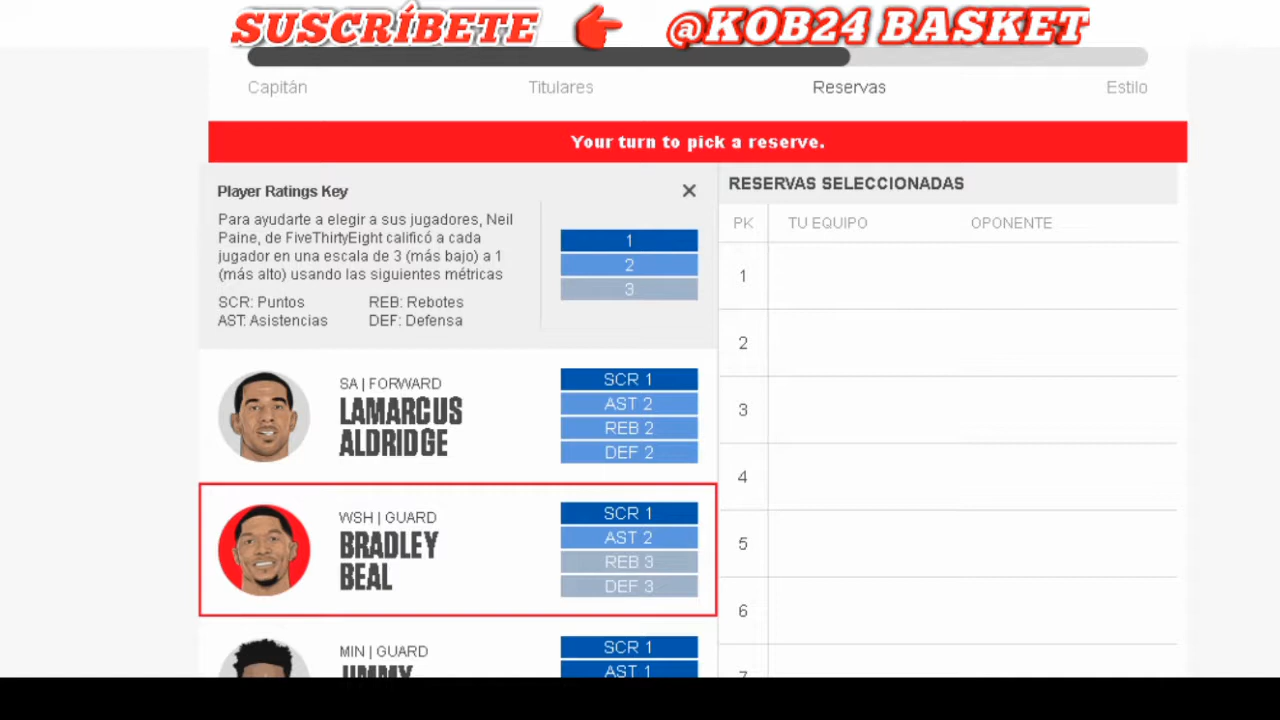 SUSCRÍBETE 👉 @KOB24 BASKET
Capitán Titulares Reservas Estilo
Your turn to pick a reserve.
Player Ratings Key
Para ayudarte a elegir a sus jugadores, Neil
Paine, de FiveThirtyEight calificó a cada
jugador en una escala de 3 (más bajo) a 1
(más alto) usando las siguientes métricas
SCR: Puntos REB: Rebotes
AST: Asistencias DEF: Defensa
1
2
3
SA | FORWARD
LAMARCUS
ALDRIDGE
SCR 1
AST 2
REB 2
DEF 2
WSH | GUARD
BRADLEY
BEAL
SCR 1
AST 2
REB 3
DEF 3
MIN | GUARD
JIMMY
SCR 1
AST 1
RESERVAS SELECCIONADAS
PK TU EQUIPO OPONENTE
1
2
3
4
5
6
7